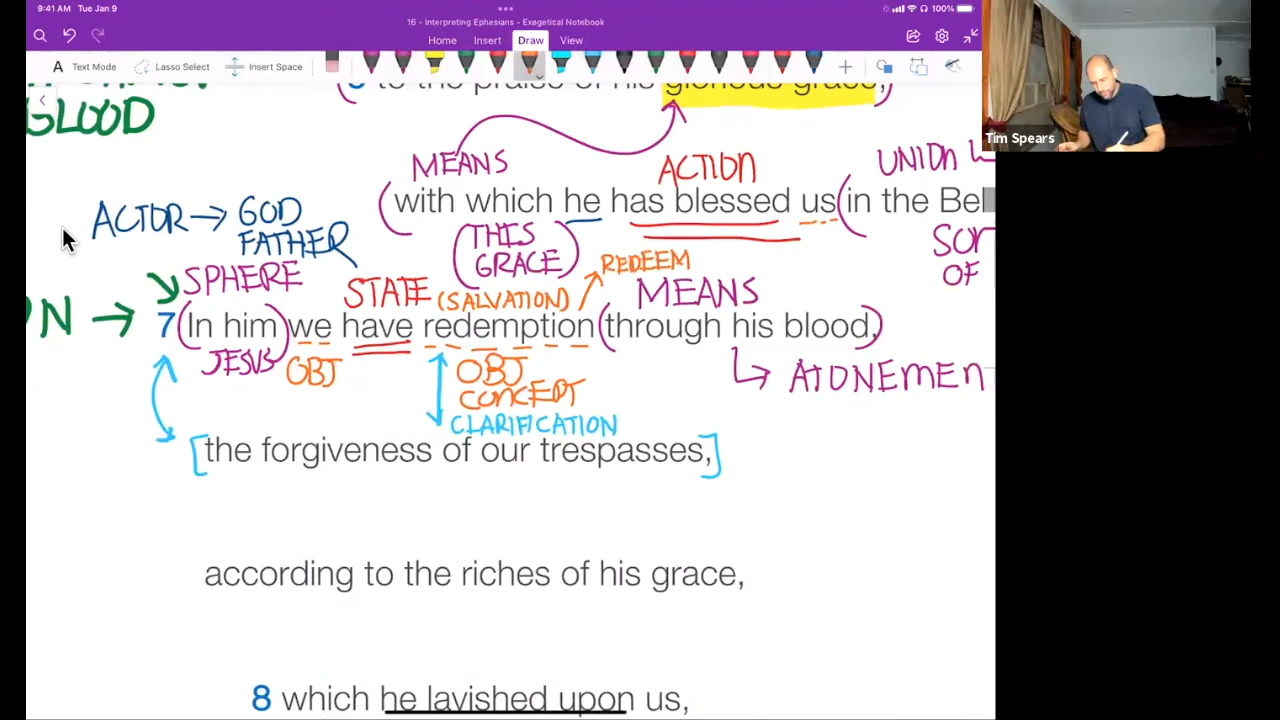 9:41 AM Tue Jan 9
100%
16 - Interpreting Ephesians - Exegetical Notebook
Home Insert Draw View
A Text Mode Lasso Select Insert Space
Tim Spears
BLOOD
to the praise of his glorious grace,)
MEANS
ACTION
UNION
(with which he has blessed us (in the Bel
ACTOR → GOD
FATHER
(THIS
GRACE)
OF
SPHERE
STATE
(SALVATION)
REDEEM
MEANS
N → 7 (In him) we have redemption (through his blood,)
JESUS
OBJ
OBJ
CONCEPT
ATONEMEN
CLARIFICATION
[the forgiveness of our trespasses,]
according to the riches of his grace,
8 which he lavished upon us,